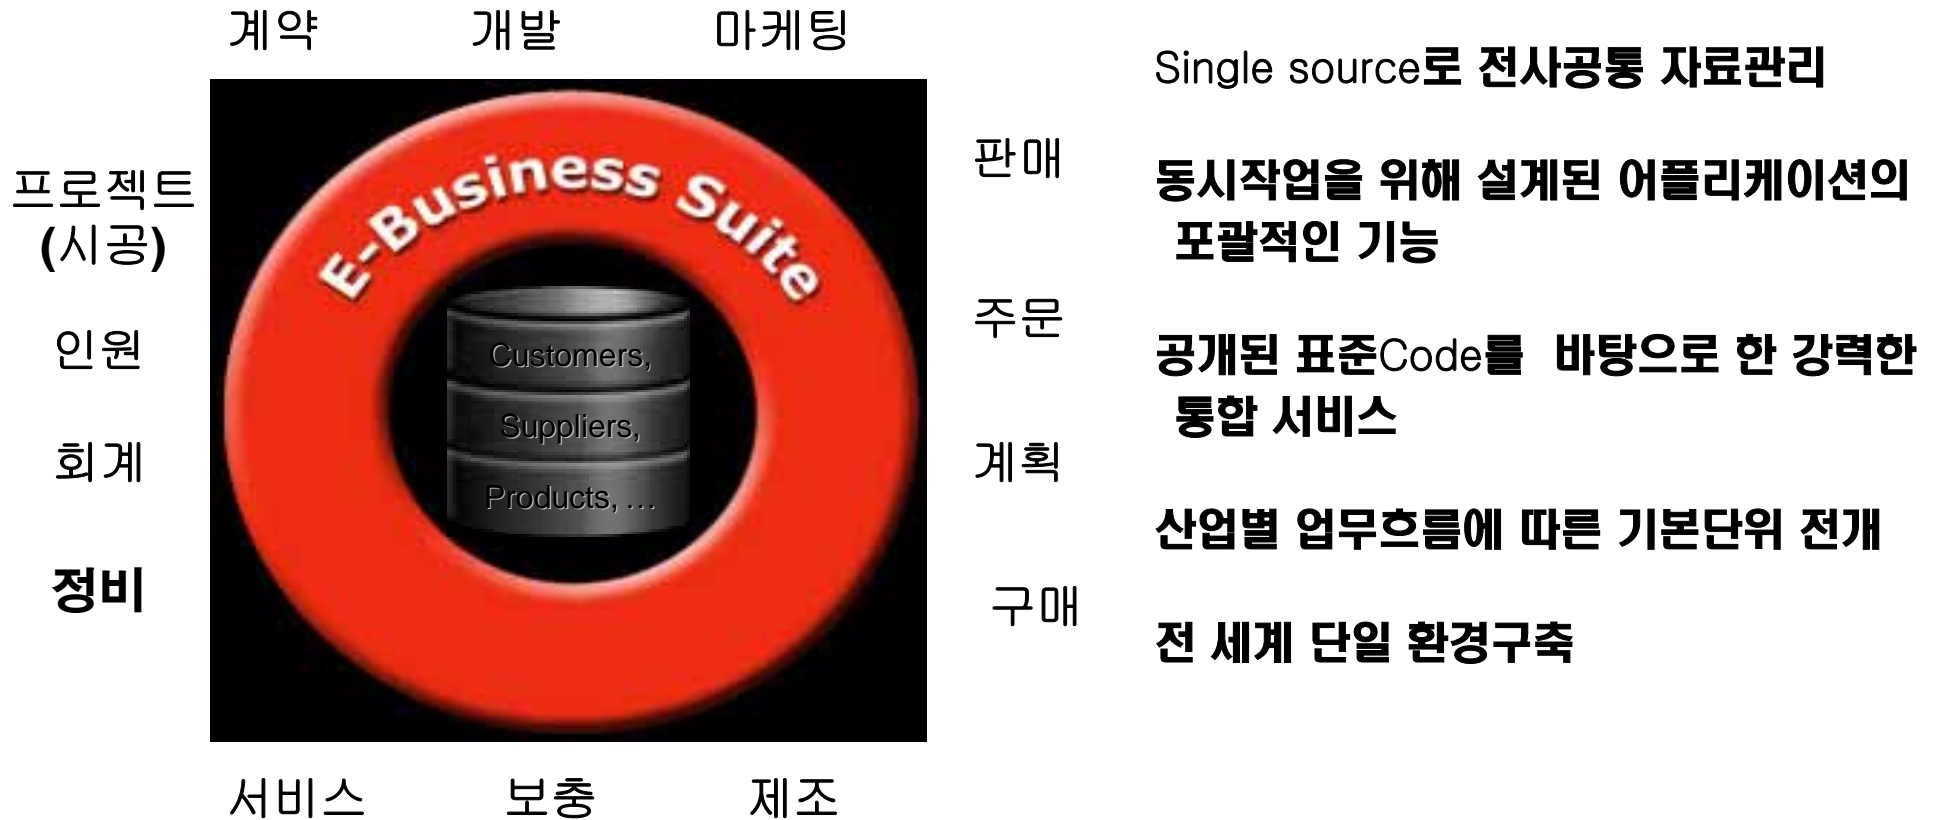 계약 개발 마케팅
프로젝트
(시공)
인원
회계
정비
E-Business Suite
Customers,
Suppliers,
Products, ...
판매
주문
계획
구매
서비스 보충 제조
Single source로 전사공통 자료관리
동시작업을 위해 설계된 어플리케이션의
포괄적인 기능
공개된 표준Code를 바탕으로 한 강력한
통합 서비스
산업별 업무흐름에 따른 기본단위 전개
전 세계 단일 환경구축